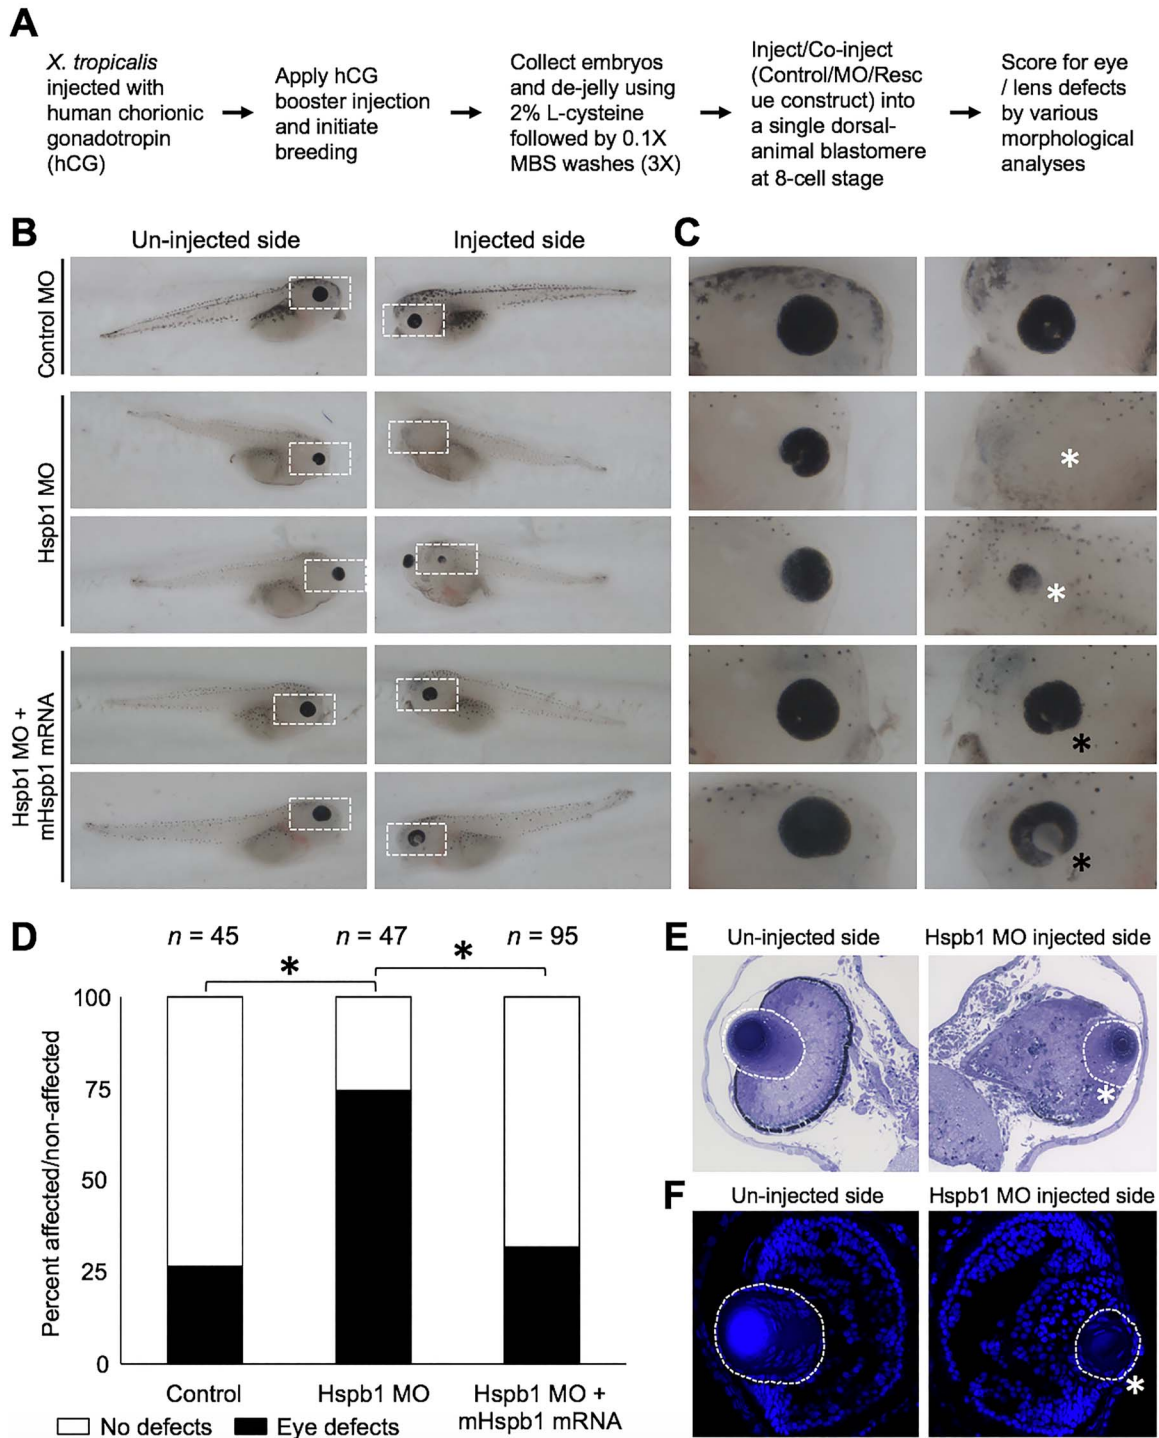 A
X. tropicalis
injected with
human chorionic
gonadotropin
(hCG)
Apply hCG
booster injection
and initiate
breeding
Collect embryos
and de-jelly using
2% L-cysteine
followed by 0.1X
MBS washes (3X)
Inject/Co-inject
(Control/MO/Resc
ue construct) into
a single dorsal-
animal blastomere
at 8-cell stage
Score for eye
/ lens defects
by various
morphological
analyses
B
Un-injected side
Injected side
C
Control MO
Hspb1 MO
Hspb1 MO +
mHspb1 mRNA
*
*
*
*
D
n = 45
n = 47
n = 95
*
*
Percent affected/non-affected
100
75
50
25
0
Control
Hspb1 MO
Hspb1 MO +
mHspb1 mRNA
No defects
Eye defects
E
Un-injected side
Hspb1 MO injected side
*
F
Un-injected side
Hspb1 MO injected side
*